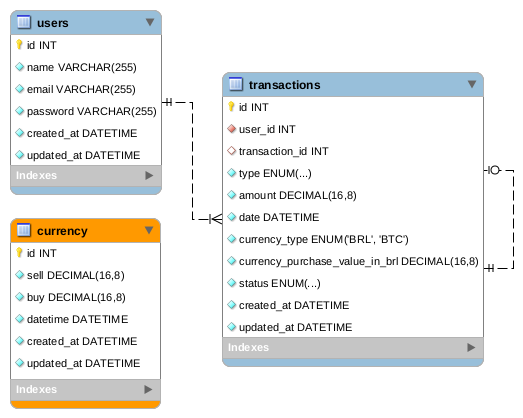 users
id INT
name VARCHAR(255)
email VARCHAR(255)
password VARCHAR(255)
created_at DATETIME
updated_at DATETIME
Indexes
currency
id INT
sell DECIMAL(16,8)
buy DECIMAL(16,8)
datetime DATETIME
created_at DATETIME
updated_at DATETIME
Indexes
transactions
id INT
user_id INT
transaction_id INT
type ENUM(...)
amount DECIMAL(16,8)
date DATETIME
currency_type ENUM('BRL', 'BTC')
currency_purchase_value_in_brl DECIMAL(16,8)
status ENUM(...)
created_at DATETIME
updated_at DATETIME
Indexes